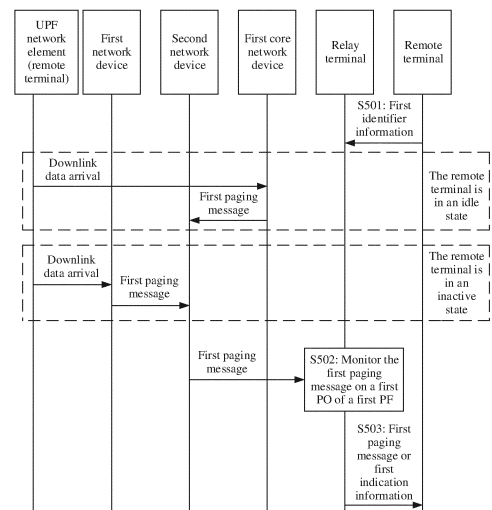 UPF
network
element
(remote
terminal)
First
network
device
Second
network
device
First core
network
device
Relay
terminal
Remote
terminal
S501: First
identifier
information
Downlink
data arrival
First paging
message
The remote
terminal is
in an idle
state
Downlink
data arrival
First paging
message
The remote
terminal is
in an
inactive
state
First paging
message
S502: Monitor the
first paging
message on a first
PO of a first PF
S503: First
paging
message or
first
indication
information